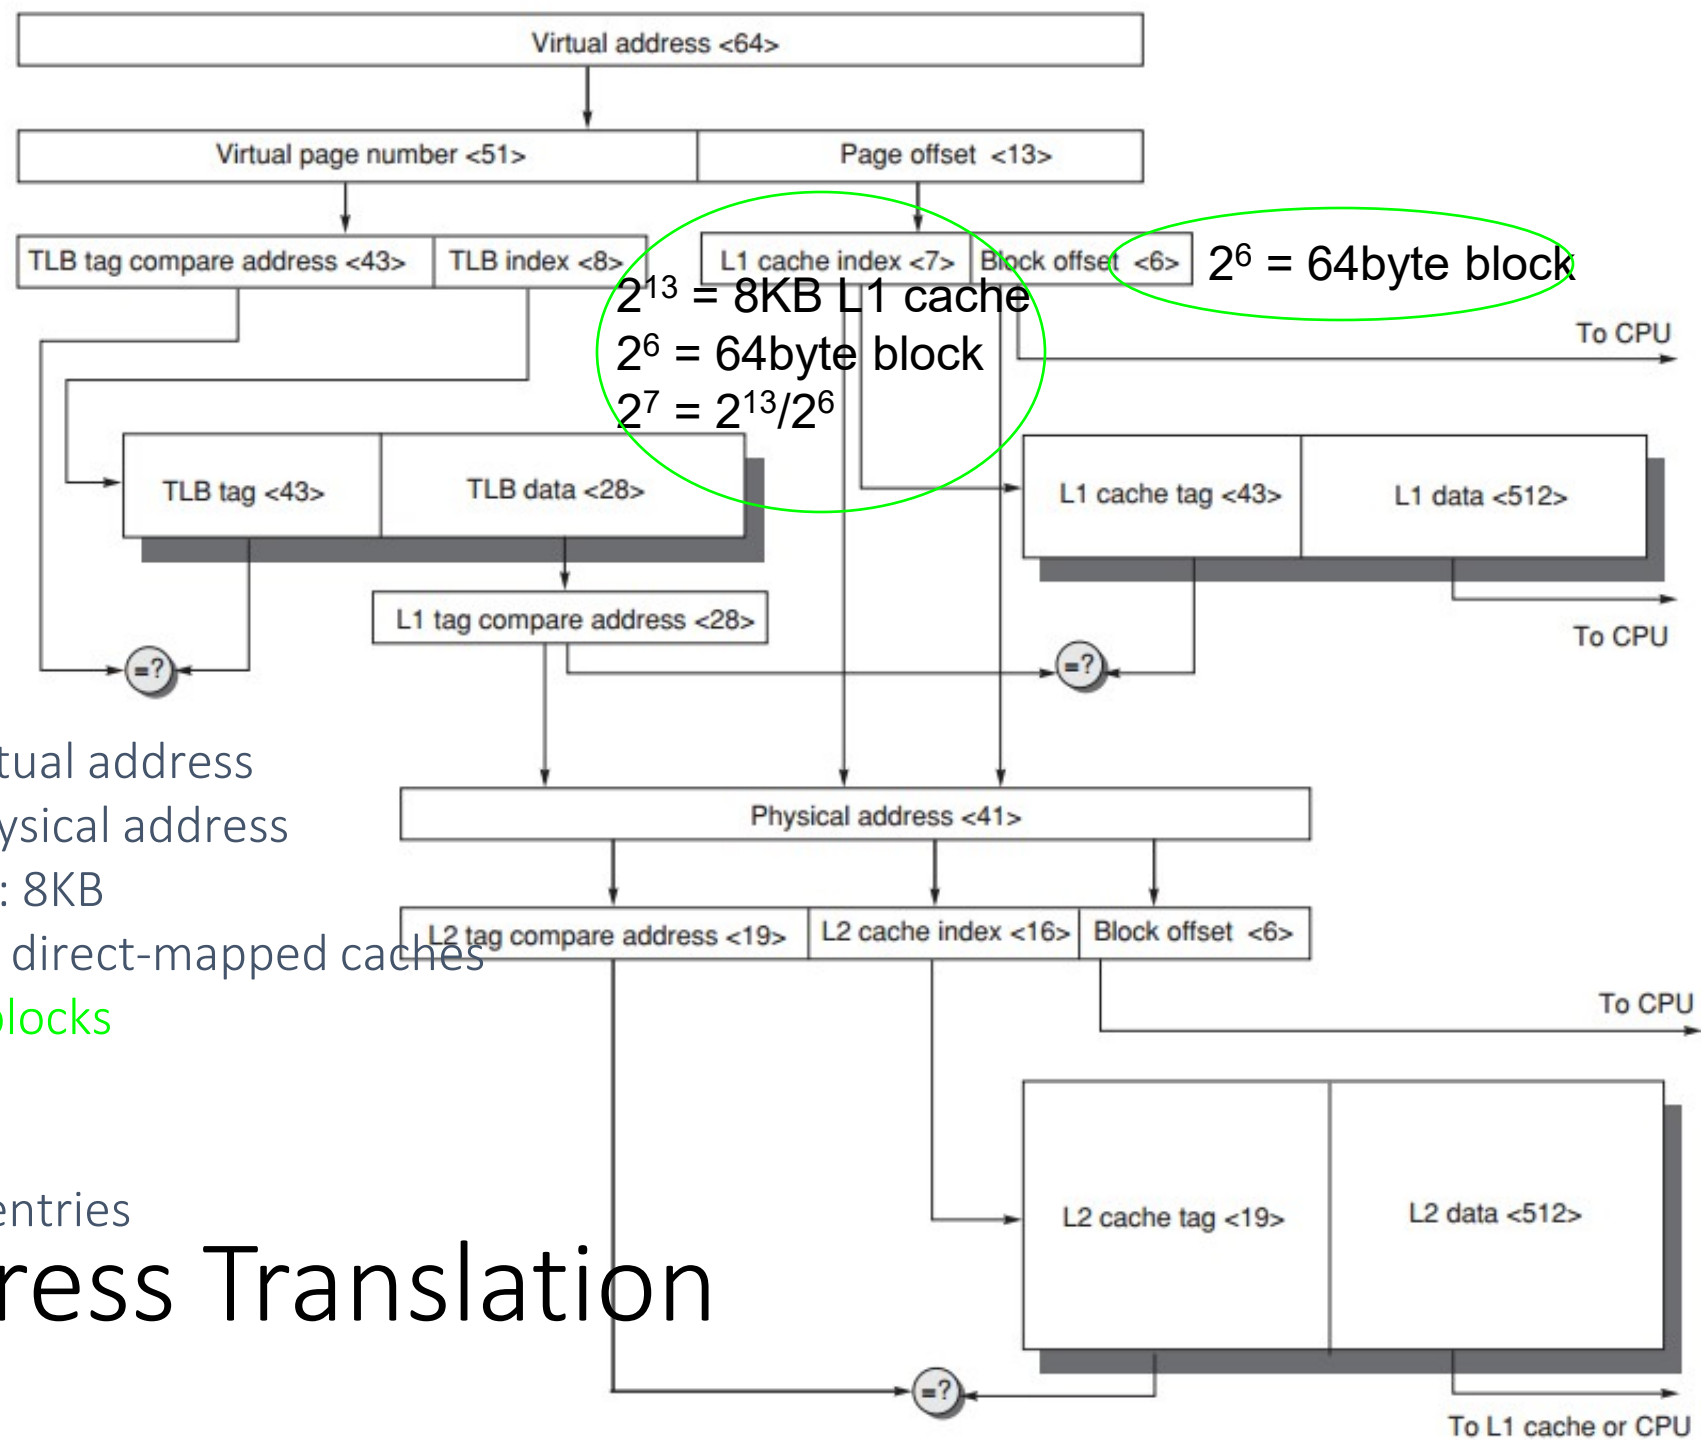 Virtual address <64>
Virtual page number <51> Page offset <13>
TLB tag compare address <43> TLB index <8> L1 cache index <7> Block offset <6> 2⁶ = 64byte block
2¹³ = 8KB L1 cache
2⁶ = 64byte block
2⁷ = 2¹³/2⁶
To CPU
TLB tag <43> TLB data <28> L1 cache tag <43> L1 data <512>
L1 tag compare address <28>
To CPU
=? =?
tual address
ysical address
: 8KB
direct-mapped caches
locks
entries
ress Translation
Physical address <41>
L2 tag compare address <19> L2 cache index <16> Block offset <6>
To CPU
L2 cache tag <19> L2 data <512>
=?
To L1 cache or CPU